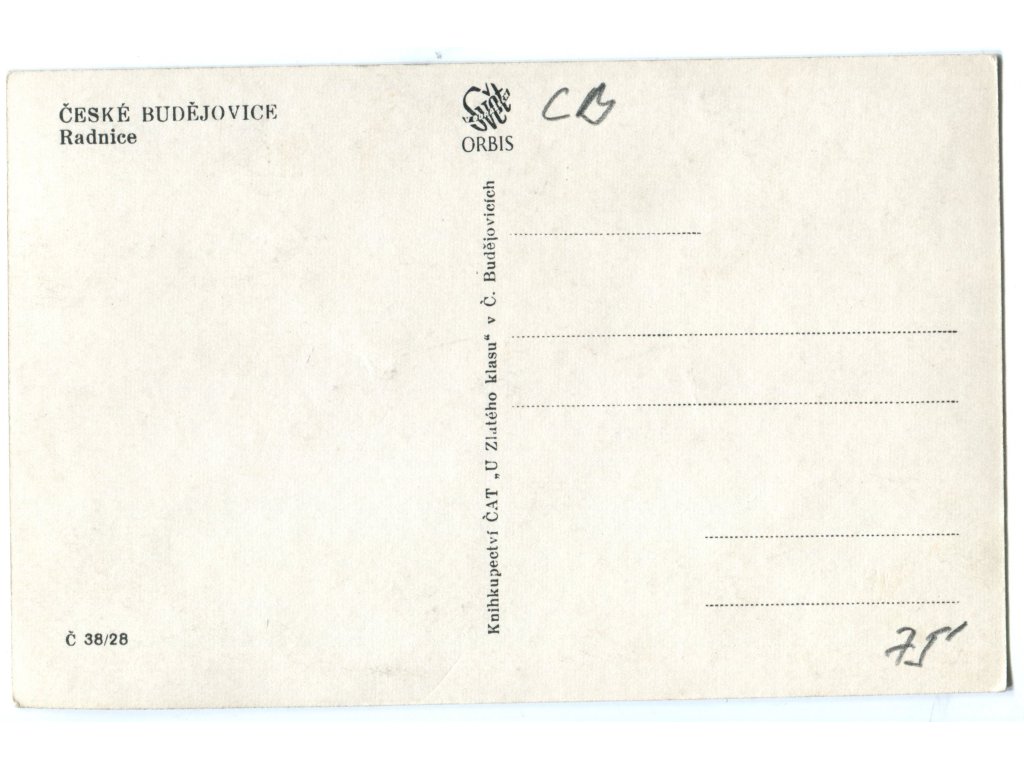 ČESKÉ BUDĚJOVICE
Radnice
ORBIS
CB
Knihkupectví ČAT „U Zlatého klasu“ v Č. Budějovicích
Č 38/28
75